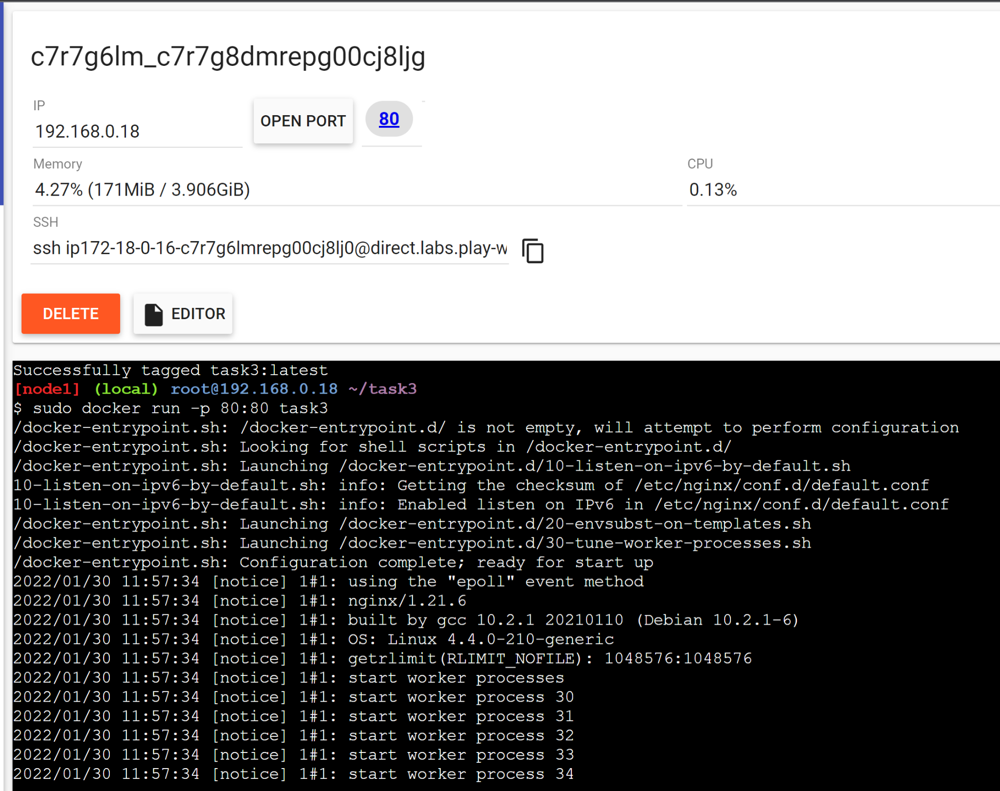 c7r7g6lm_c7r7g8dmrepg00cj8ljg
IP
192.168.0.18
OPEN PORT
80
Memory
4.27% (171MiB / 3.906GiB)
CPU
0.13%
SSH
ssh ip172-18-0-16-c7r7g6lmrepg00cj8lj0@direct.labs.play-w
DELETE
EDITOR
Successfully tagged task3:latest
[node1] (local) root@192.168.0.18 ~/task3
$ sudo docker run -p 80:80 task3
/docker-entrypoint.sh: /docker-entrypoint.d/ is not empty, will attempt to perform configuration
/docker-entrypoint.sh: Looking for shell scripts in /docker-entrypoint.d/
/docker-entrypoint.sh: Launching /docker-entrypoint.d/10-listen-on-ipv6-by-default.sh
10-listen-on-ipv6-by-default.sh: info: Getting the checksum of /etc/nginx/conf.d/default.conf
10-listen-on-ipv6-by-default.sh: info: Enabled listen on IPv6 in /etc/nginx/conf.d/default.conf
/docker-entrypoint.sh: Launching /docker-entrypoint.d/20-envsubst-on-templates.sh
/docker-entrypoint.sh: Launching /docker-entrypoint.d/30-tune-worker-processes.sh
/docker-entrypoint.sh: Configuration complete; ready for start up
2022/01/30 11:57:34 [notice] 1#1: using the "epoll" event method
2022/01/30 11:57:34 [notice] 1#1: nginx/1.21.6
2022/01/30 11:57:34 [notice] 1#1: built by gcc 10.2.1 20210110 (Debian 10.2.1-6)
2022/01/30 11:57:34 [notice] 1#1: OS: Linux 4.4.0-210-generic
2022/01/30 11:57:34 [notice] 1#1: getrlimit(RLIMIT_NOFILE): 1048576:1048576
2022/01/30 11:57:34 [notice] 1#1: start worker processes
2022/01/30 11:57:34 [notice] 1#1: start worker process 30
2022/01/30 11:57:34 [notice] 1#1: start worker process 31
2022/01/30 11:57:34 [notice] 1#1: start worker process 32
2022/01/30 11:57:34 [notice] 1#1: start worker process 33
2022/01/30 11:57:34 [notice] 1#1: start worker process 34